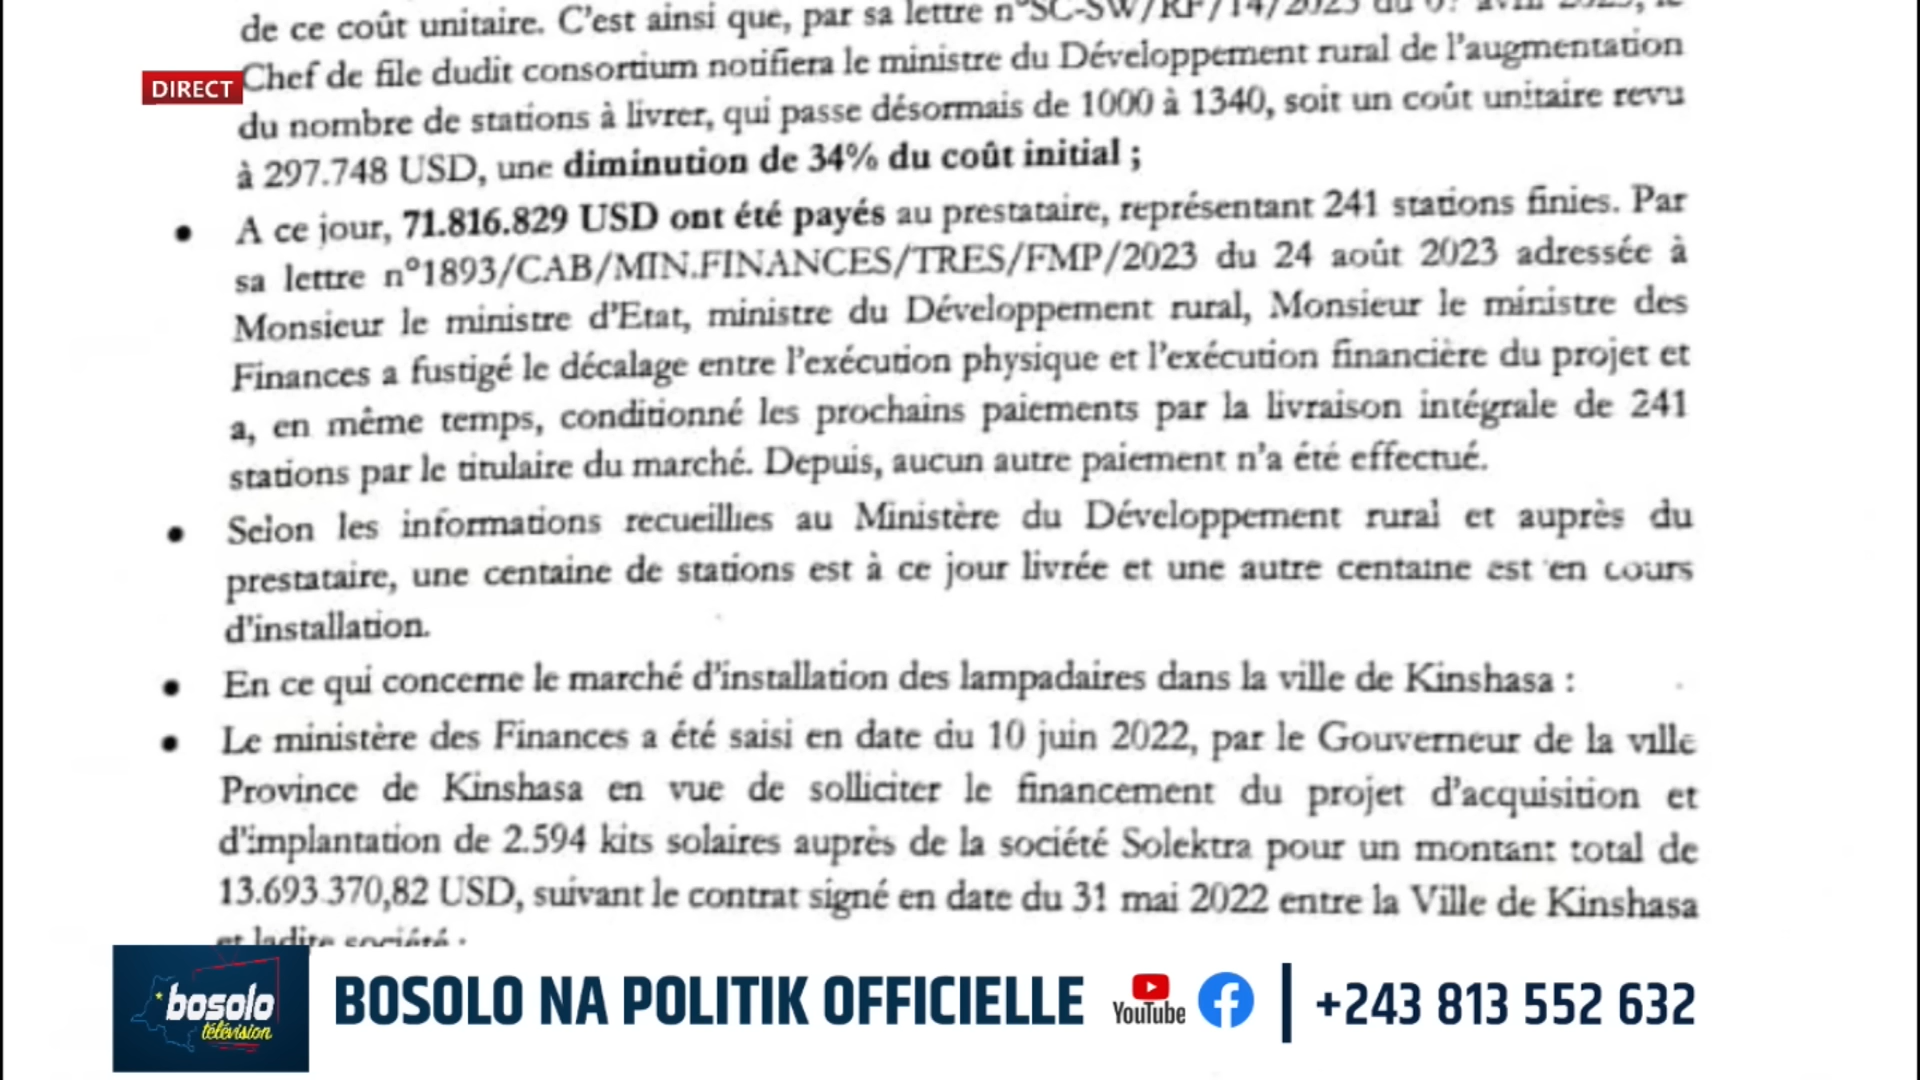 de ce coût unitaire. C'est ainsi que, par sa lettre n°SC-SW/RF/14/2023 du avril 2023, le
DIRECT
Chef de file dudit consortium notifiera le ministre du Développement rural de l'augmentation
du nombre de stations à livrer, qui passe désormais de 1000 à 1340, soit un coût unitaire revu
à 297.748 USD, une diminution de 34% du coût initial ;
• A ce jour, 71.816.829 USD ont été payés au prestataire, représentant 241 stations finies. Par
sa lettre n°1893/CAB/MIN.FINANCES/TRES/FMP/2023 du 24 août 2023 adressée à
Monsieur le ministre d'Etat, ministre du Développement rural, Monsieur le ministre des
Finances a fustigé le décalage entre l'exécution physique et l'exécution financière du projet et
a, en même temps, conditionné les prochains paiements par la livraison intégrale de 241
stations par le titulaire du marché. Depuis, aucun autre paiement n'a été effectué.
• Selon les informations recueillies au Ministère du Développement rural et auprès du
prestataire, une centaine de stations est à ce jour livrée et une autre centaine est en cours
d'installation.
• En ce qui concerne le marché d'installation des lampadaires dans la ville de Kinshasa :
• Le ministère des Finances a été saisi en date du 10 juin 2022, par le Gouverneur de la ville
Province de Kinshasa en vue de solliciter le financement du projet d'acquisition et
d'implantation de 2.594 kits solaires auprès de la société Solektra pour un montant total de
13.693.370,82 USD, suivant le contrat signé en date du 31 mai 2022 entre la Ville de Kinshasa
et ladite société :
bosolo
télévision
BOSOLO NA POLITIK OFFICIELLE
YouTube
+243 813 552 632